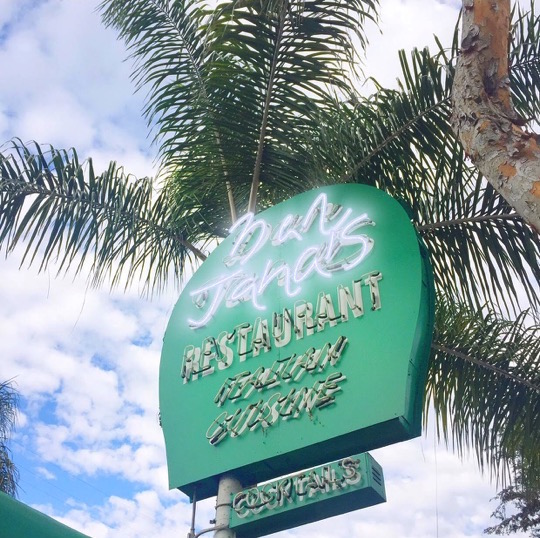 Dan
Tana's
RESTAURANT
ITALIAN
CUISINE
COCKTAILS